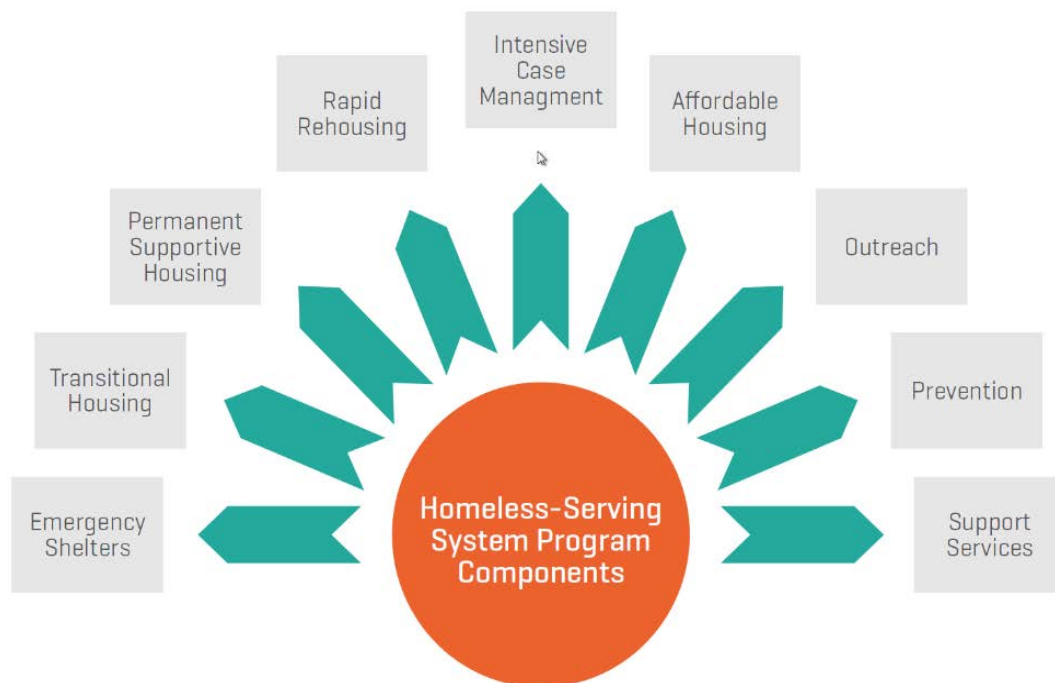 Intensive
Case
Managment
Rapid
Rehousing
Affordable
Housing
Permanent
Supportive
Housing
Outreach
Transitional
Housing
Prevention
Emergency
Shelters
Homeless-Serving
System Program
Components
Support
Services